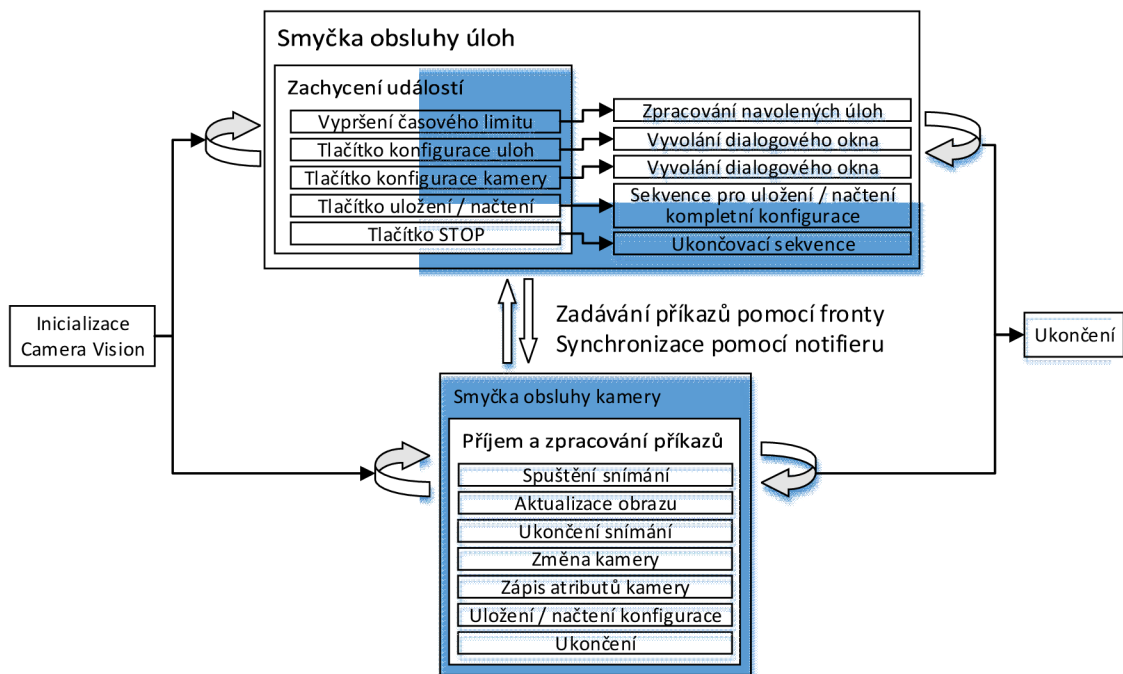 Smyčka obsluhy úloh
Zachycení událostí
Vypršení časového limitu
Tlačítko konfigurace uloh
Tlačítko konfigurace kamery
Tlačítko uložení / načtení
Tlačítko STOP
Zpracování navolených úloh
Vyvolání dialogového okna
Vyvolání dialogového okna
Sekvence pro uložení / načtení
kompletní konfigurace
Ukončovací sekvence
Inicializace
Camera Vision
Zadávání příkazů pomocí fronty
Synchronizace pomocí notifieru
Ukončení
Smyčka obsluhy kamery
Příjem a zpracování příkazů
Spuštění snímání
Aktualizace obrazu
Ukončení snímání
Změna kamery
Zápis atributů kamery
Uložení / načtení konfigurace
Ukončení